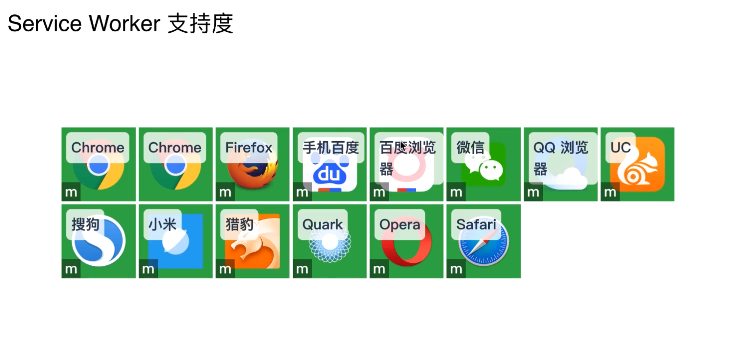 Service Worker 支持度
Chrome
Chrome
Firefox
手机百度
百度浏览
器
微信
QQ 浏览
器
UC
m
m
m
du
m
m
m
m
m
搜狗
小米
猎豹
Quark
Opera
Safari
m
m
m
m
m
m